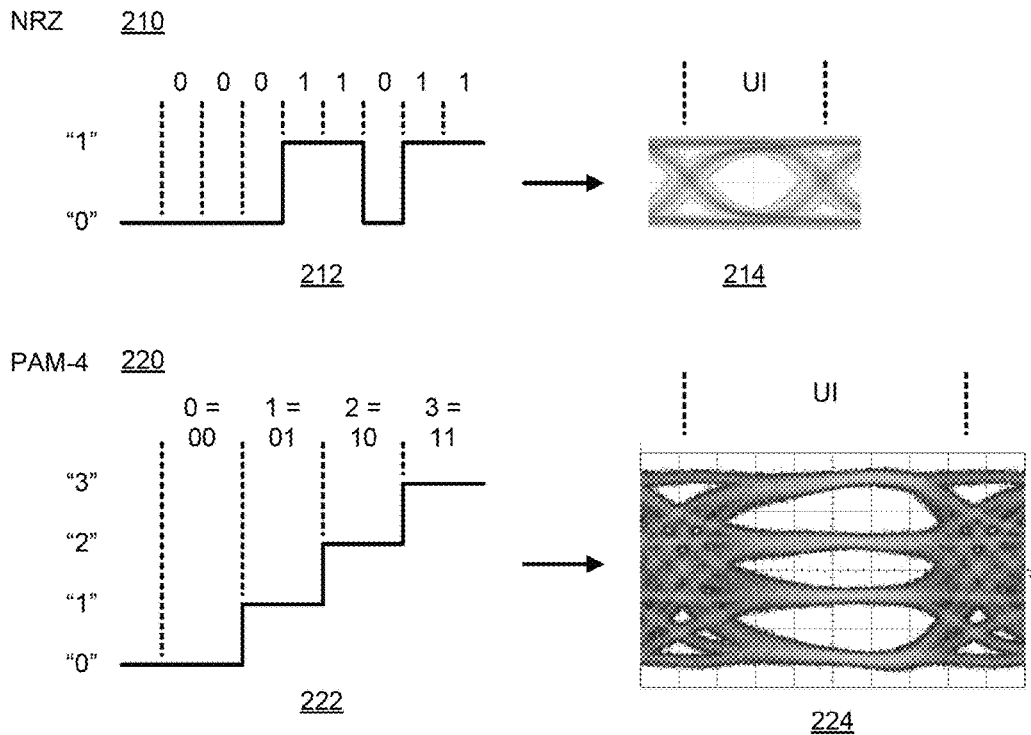 NRZ 210
0 0 0 1 1 0 1 1
UI
"1"
"0"
212
214
PAM-4 220
0 = 1 = 2 = 3 =
00 01 10 11
UI
"3"
"2"
"1"
"0"
222
224